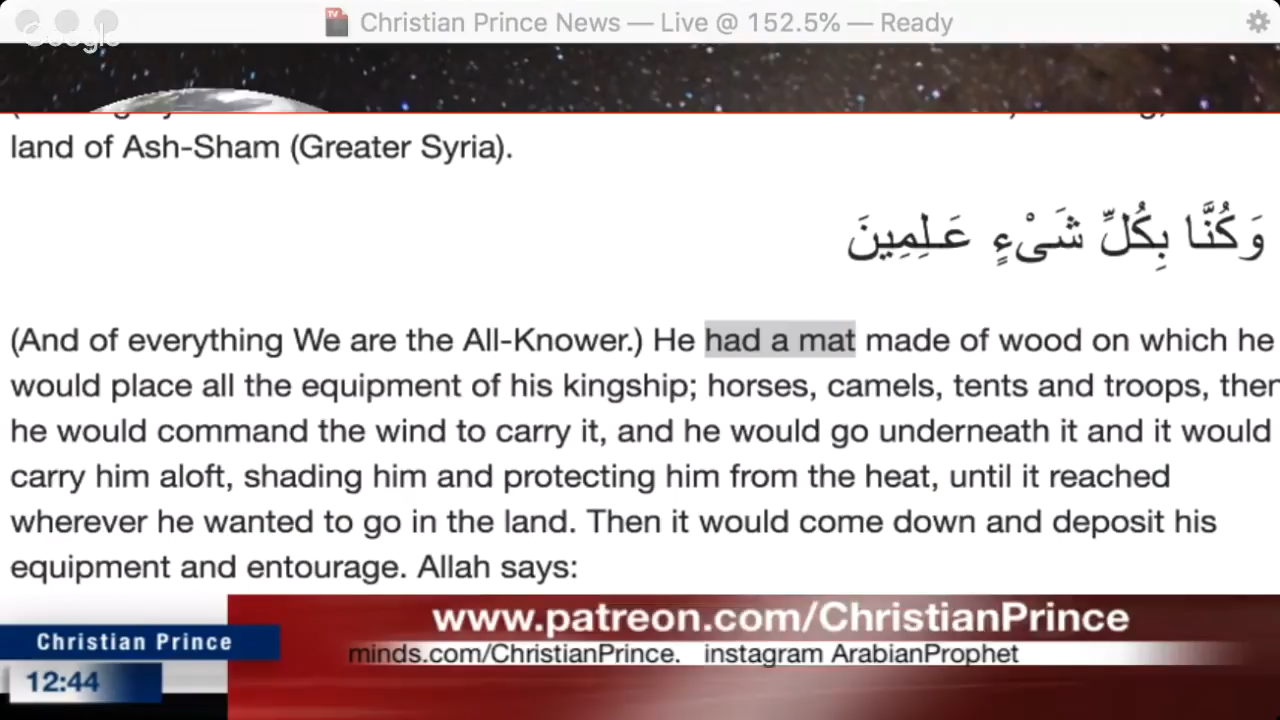 Christian Prince News — Live @ 152.5% — Ready
Google
land of Ash-Sham (Greater Syria).
وَكُنَّا بِكُلِّ شَىْءٍ عَـلِمِينَ
(And of everything We are the All-Knower.) He had a mat made of wood on which he
would place all the equipment of his kingship; horses, camels, tents and troops, then
he would command the wind to carry it, and he would go underneath it and it would
carry him aloft, shading him and protecting him from the heat, until it reached
wherever he wanted to go in the land. Then it would come down and deposit his
equipment and entourage. Allah says:
www.patreon.com/ChristianPrince
Christian Prince
minds.com/ChristianPrince. instagram ArabianProphet
12:44